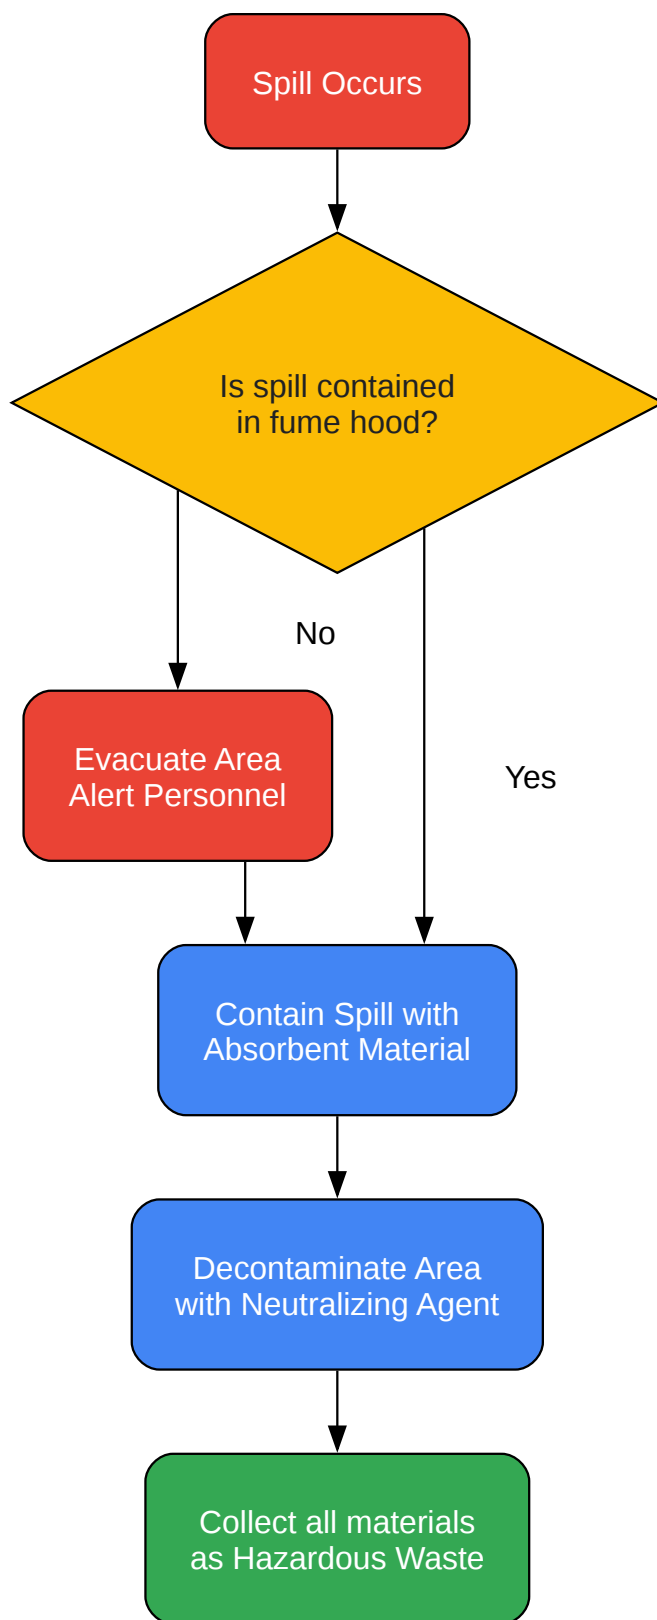 Spill Occurs
Is spill contained
in fume hood?
No
Evacuate Area
Alert Personnel
Yes
Contain Spill with
Absorbent Material
Decontaminate Area
with Neutralizing Agent
Collect all materials
as Hazardous Waste